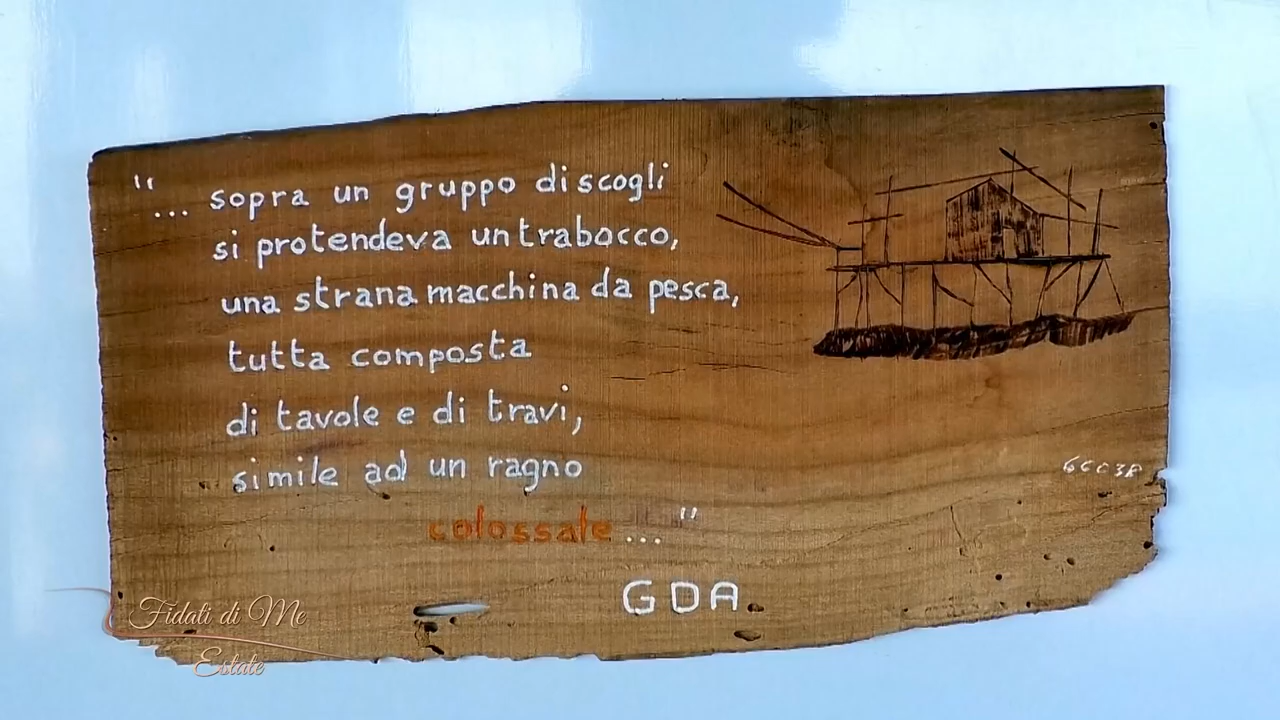 "... sopra un gruppo di scogli
si protendeva un trabocco,
una strana macchina da pesca,
tutta composta
di tavole e di travi,
simile ad un ragno
colossale ..."
GDA
Fidati di Me
Estate